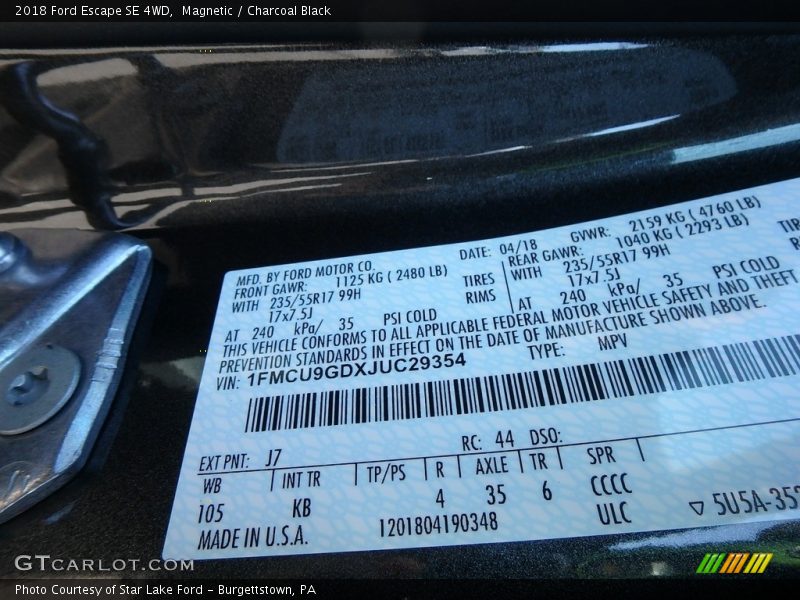 2018 Ford Escape SE 4WD, Magnetic / Charcoal Black
MFD. BY FORD MOTOR CO. DATE: 04/18 GVWR: 2159 KG ( 4760 LB)
FRONT GAWR: 1125 KG ( 2480 LB) REAR GAWR: 1040 KG ( 2293 LB)
WITH 235/55R17 99H TIRES WITH 235/55R17 99H
17x7.5J RIMS 17x7.5J
AT 240 kPa/ 35 PSI COLD AT 240 kPa/ 35 PSI COLD
THIS VEHICLE CONFORMS TO ALL APPLICABLE FEDERAL MOTOR VEHICLE SAFETY AND THEFT
PREVENTION STANDARDS IN EFFECT ON THE DATE OF MANUFACTURE SHOWN ABOVE.
VIN: 1FMCU9GDXJUC29354 TYPE: MPV
EXT PNT: J7 RC: 44 DSO:
WB INT TR TP/PS R AXLE TR SPR
105 KB 4 35 6 CCCC
MADE IN U.S.A. 1201804190348 ULC 5U5A-352
GTCARLOT.COM
Photo Courtesy of Star Lake Ford – Burgettstown, PA